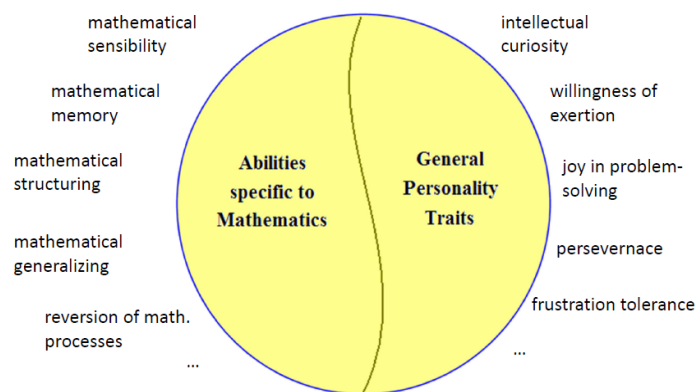 mathematical
sensibility
mathematical
memory
mathematical
structuring
mathematical
generalizing
reversion of math.
processes
...
Abilities
specific to
Mathematics
General
Personality
Traits
intellectual
curiosity
willingness of
exertion
joy in problem-
solving
persevernace
frustration tolerance
...